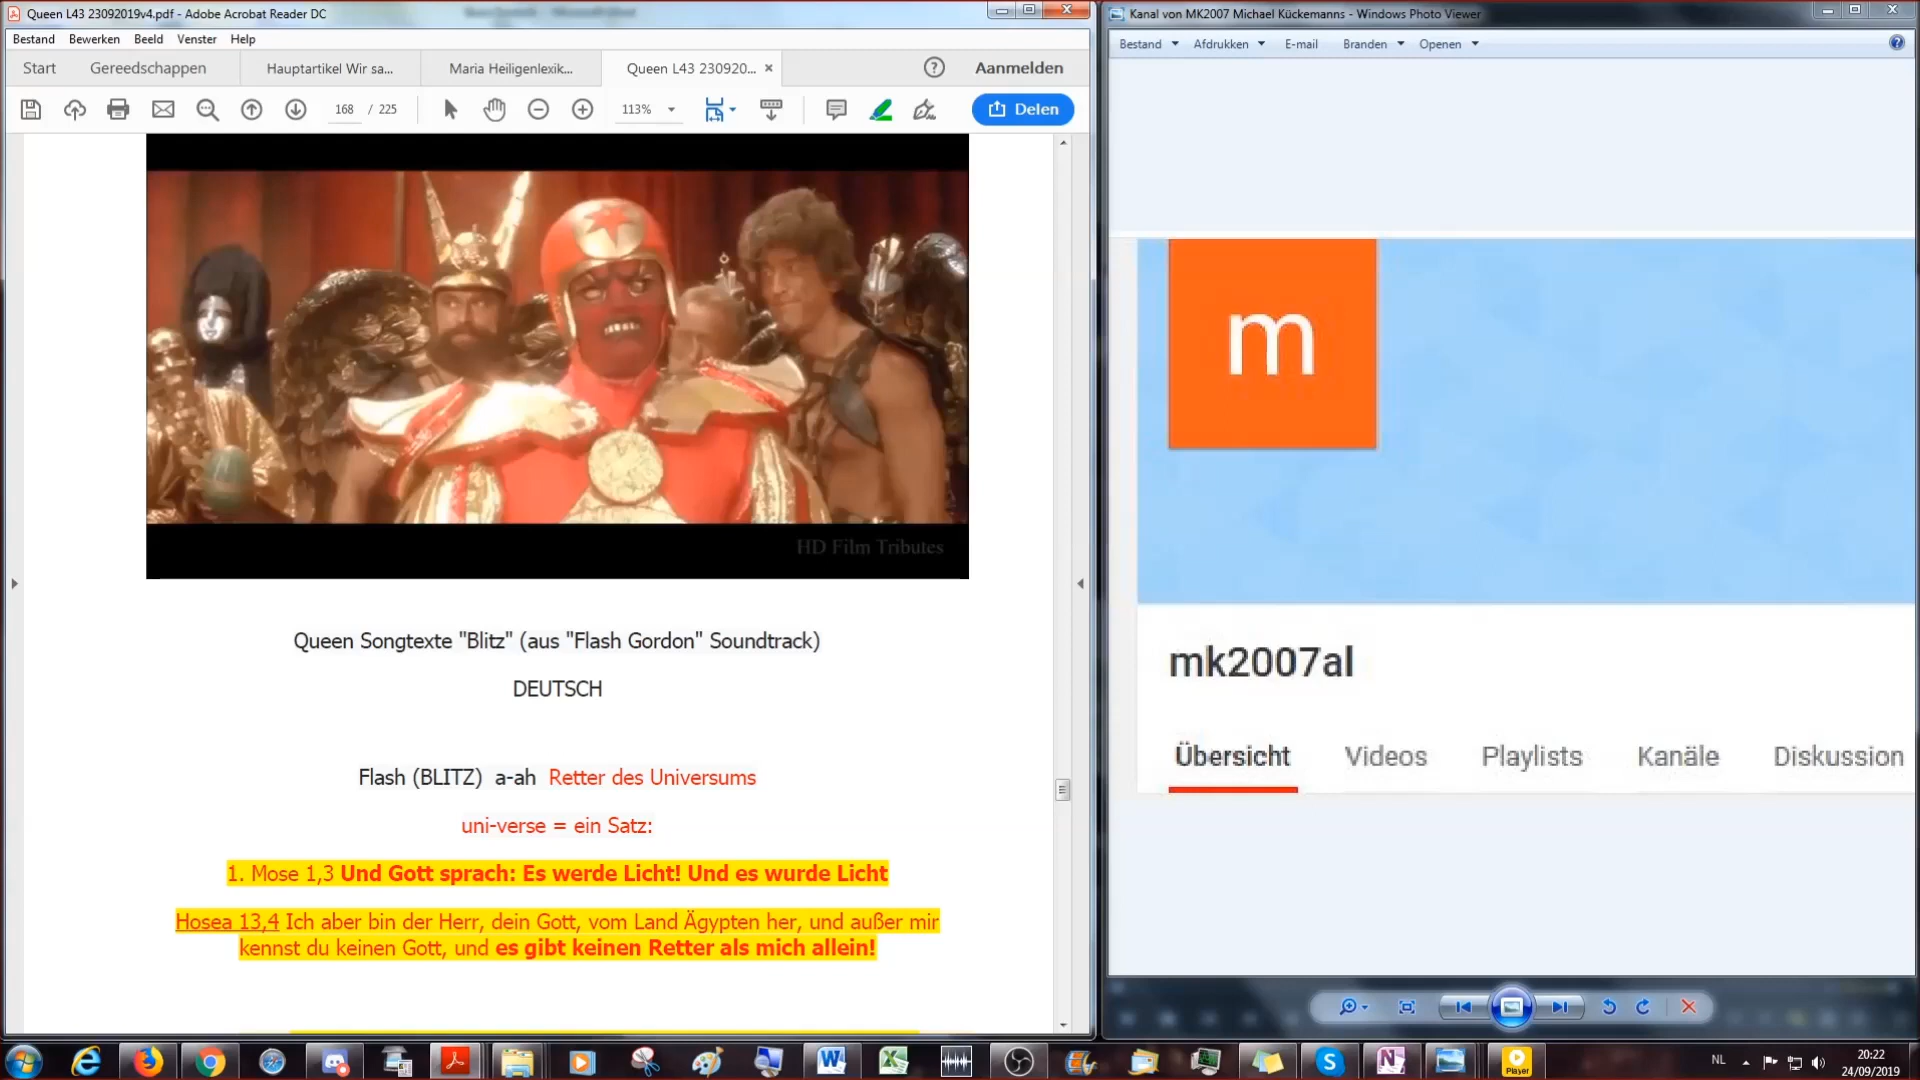 Queen L43 23092019v4.pdf - Adobe Acrobat Reader DC
Bestand Bewerken Beeld Venster Help
Start Gereedschappen Hauptartikel Wir sa... Maria Heiligenlexik... Queen L43 230920... × Aanmelden
168 / 225 113% Delen
HD Film Tributes
Queen Songtexte "Blitz" (aus "Flash Gordon" Soundtrack)
DEUTSCH
Flash (BLITZ) a-ah Retter des Universums
uni-verse = ein Satz:
1. Mose 1,3 Und Gott sprach: Es werde Licht! Und es wurde Licht
Hosea 13,4 Ich aber bin der Herr, dein Gott, vom Land Ägypten her, und außer mir
kennst du keinen Gott, und es gibt keinen Retter als mich allein!
Kanal von MK2007 Michael Kückemanns - Windows Photo Viewer
Bestand Afdrukken E-mail Branden Openen
m
mk2007al
Übersicht Videos Playlists Kanäle Diskussion
Player
NL
20:22
24/09/2019